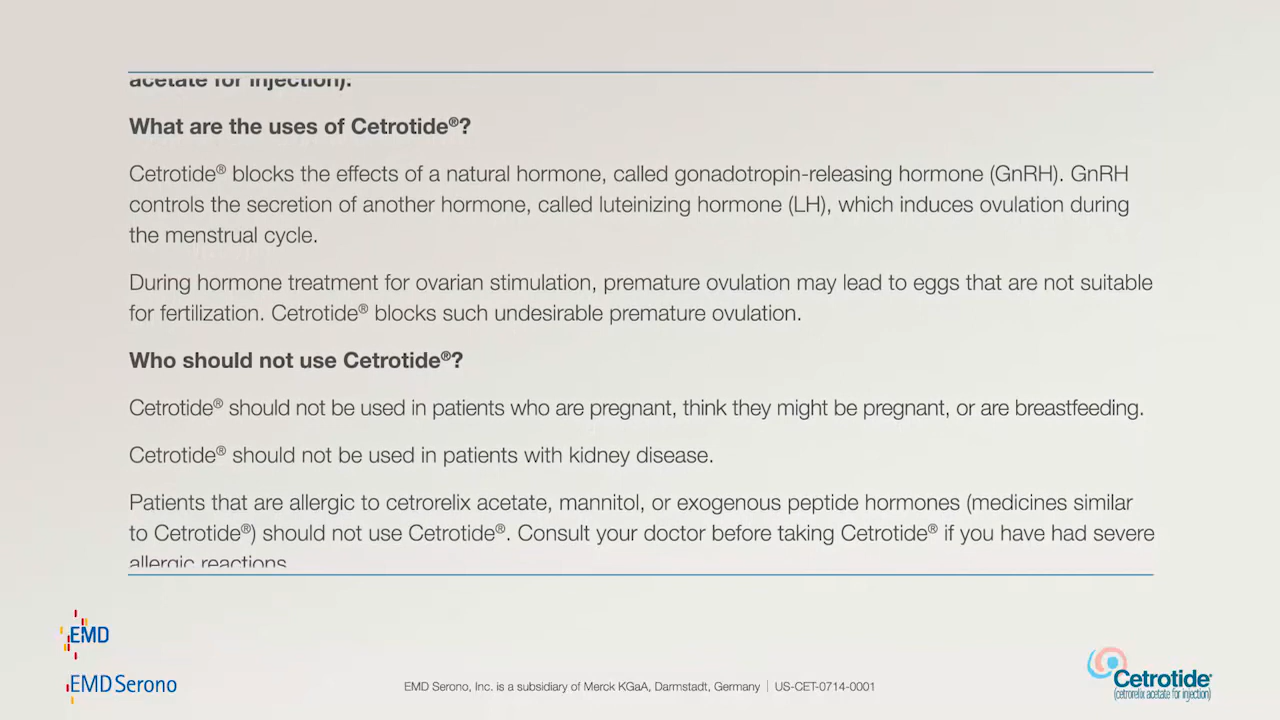 acetate for injection).
What are the uses of Cetrotide®?
Cetrotide® blocks the effects of a natural hormone, called gonadotropin-releasing hormone (GnRH). GnRH
controls the secretion of another hormone, called luteinizing hormone (LH), which induces ovulation during
the menstrual cycle.
During hormone treatment for ovarian stimulation, premature ovulation may lead to eggs that are not suitable
for fertilization. Cetrotide® blocks such undesirable premature ovulation.
Who should not use Cetrotide®?
Cetrotide® should not be used in patients who are pregnant, think they might be pregnant, or are breastfeeding.
Cetrotide® should not be used in patients with kidney disease.
Patients that are allergic to cetrorelix acetate, mannitol, or exogenous peptide hormones (medicines similar
to Cetrotide®) should not use Cetrotide®. Consult your doctor before taking Cetrotide® if you have had severe
allergic reactions
EMD
EMD Serono
EMD Serono, Inc. is a subsidiary of Merck KGaA, Darmstadt, Germany | US-CET-0714-0001
Cetrotide®
(cetrorelix acetate for injection)